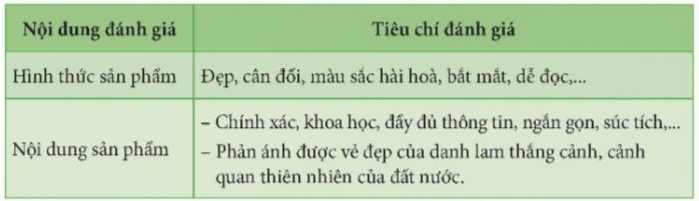 Nội dung đánh giá Tiêu chí đánh giá
Hình thức sản phẩm Đẹp, cân đối, màu sắc hài hoà, bắt mắt, dễ đọc,...
– Chính xác, khoa học, đầy đủ thông tin, ngắn gọn, súc tích,...
Nội dung sản phẩm – Phản ánh được vẻ đẹp của danh lam thắng cảnh, cảnh
quan thiên nhiên của đất nước.